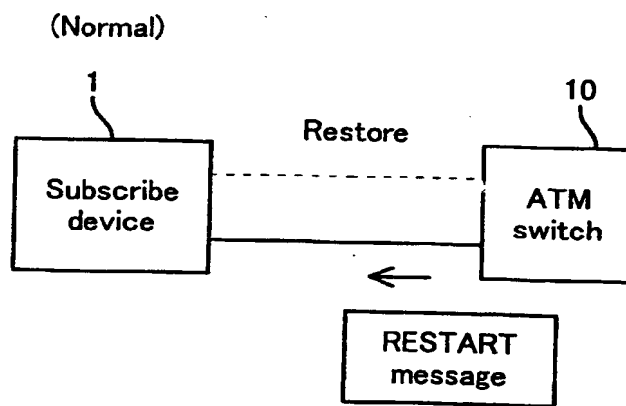 (Normal)
1
10
Restore
Subscribe
device
ATM
switch
RESTART
message